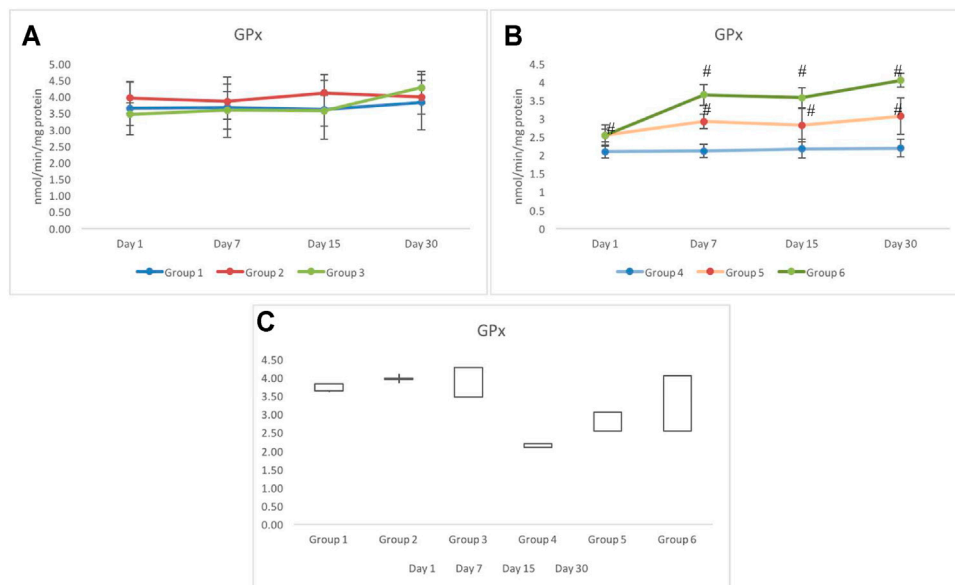 A
GPx
nmol/min/mg protein
5.00
4.50
4.00
3.50
3.00
2.50
2.00
1.50
1.00
0.50
0.00
Day 1 Day 7 Day 15 Day 30
Group 1 Group 2 Group 3
B
GPx
nmol/min/mg protein
4.5
4
3.5
3
2.5
2
1.5
1
0.5
0
# # #
# # #
#
Day 1 Day 7 Day 15 Day 30
Group 4 Group 5 Group 6
C
GPx
4.50
4.00
3.50
3.00
2.50
2.00
1.50
1.00
0.50
0.00
Group 1 Group 2 Group 3 Group 4 Group 5 Group 6
Day 1 Day 7 Day 15 Day 30